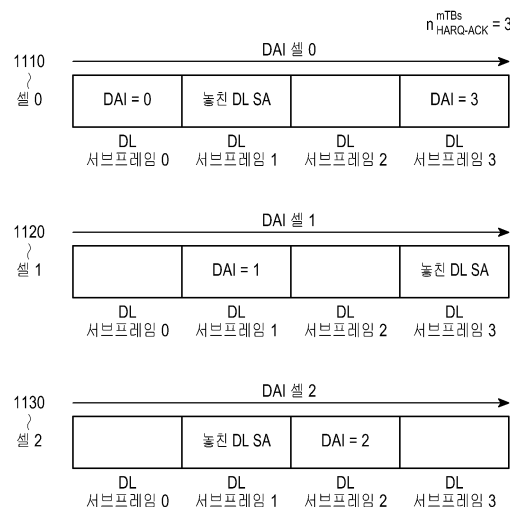 n mTBs HARQ-ACK = 3
DAI 셀 0
1110
셀 0
DAI = 0 놓친 DL SA DAI = 3
DL DL DL DL
서브프레임 0 서브프레임 1 서브프레임 2 서브프레임 3
DAI 셀 1
1120
셀 1
DAI = 1 놓친 DL SA
DL DL DL DL
서브프레임 0 서브프레임 1 서브프레임 2 서브프레임 3
DAI 셀 2
1130
셀 2
놓친 DL SA DAI = 2
DL DL DL DL
서브프레임 0 서브프레임 1 서브프레임 2 서브프레임 3